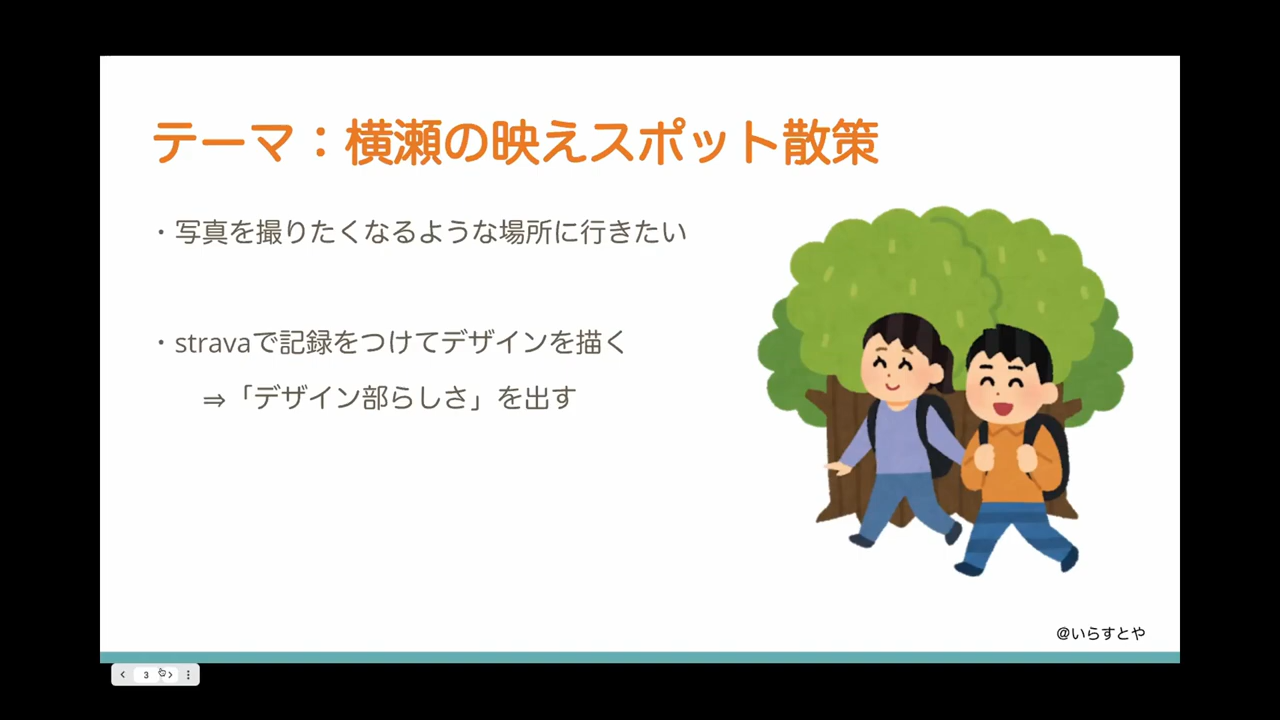 テーマ：横瀬の映えスポット散策
・写真を撮りたくなるような場所に行きたい
・stravaで記録をつけてデザインを描く
⇒「デザイン部らしさ」を出す
@いらすとや
3